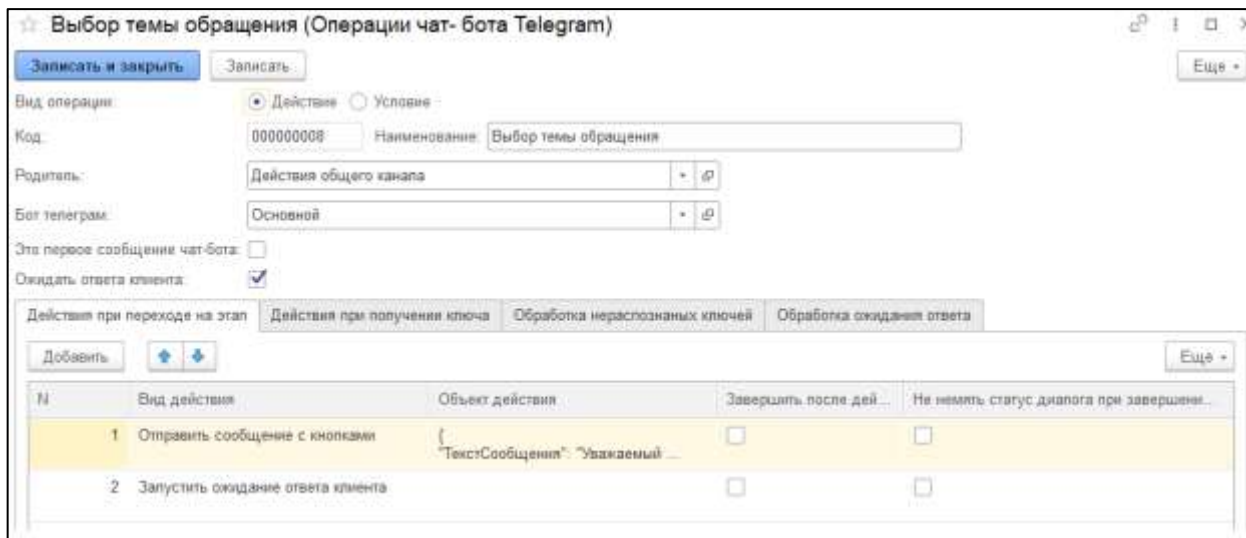 Выбор темы обращения (Операции чат- бота Telegram)
Записать и закрыть Записать Еще
Вид операции: Действие Условие
Код: 000000008 Наименование: Выбор темы обращения
Родитель: Действия общего канала
Бот телеграм: Основной
Это первое сообщение чат-бота:
Ожидать ответа клиента:
Действия при переходе на этап Действия при получении ключа Обработка нераспознаных ключей Обработка ожидания ответа
Добавить Еще
N Вид действия Объект действия Завершить после дей... Не менять статус диалога при завершени...
1 Отправить сообщение с кнопками {
"ТекстСообщения": "Уважаемый ...
2 Запустить ожидание ответа клиента